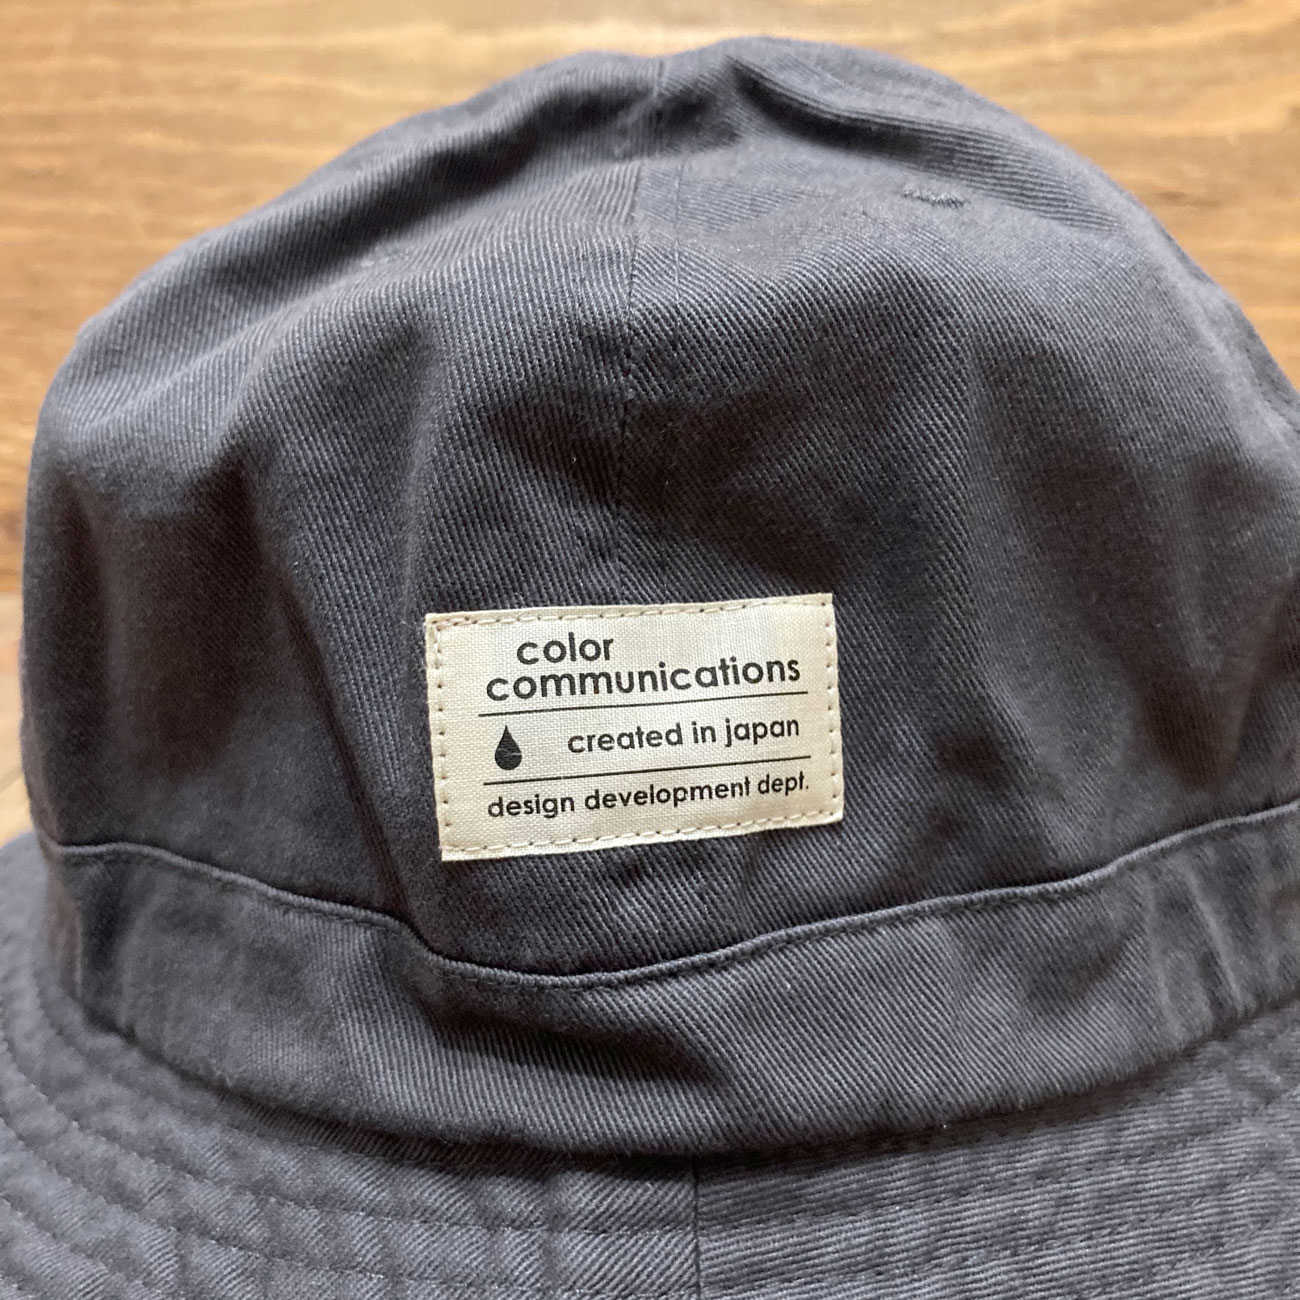 color
communications
created in japan
design development dept.